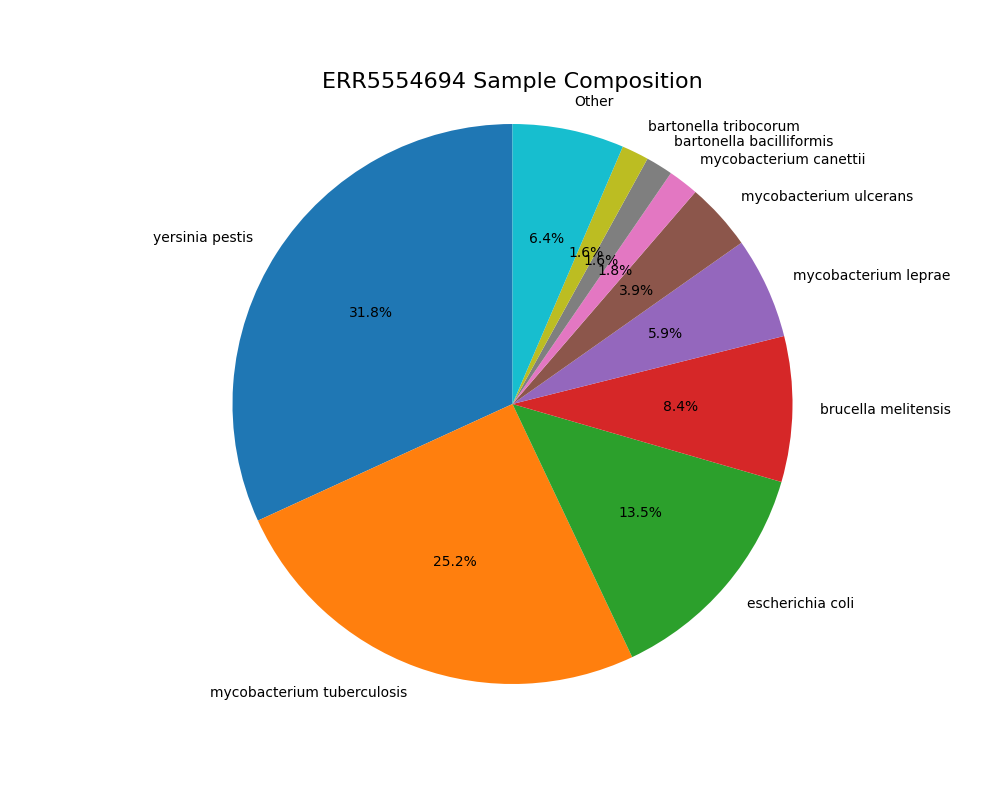 ERR5554694 Sample Composition
Other
bartonella tribocorum
bartonella bacilliformis
mycobacterium canettii
mycobacterium ulcerans
yersinia pestis
mycobacterium leprae
brucella melitensis
escherichia coli
mycobacterium tuberculosis
6.4%
1.6%
1.6%
1.8%
3.9%
31.8%
5.9%
8.4%
13.5%
25.2%